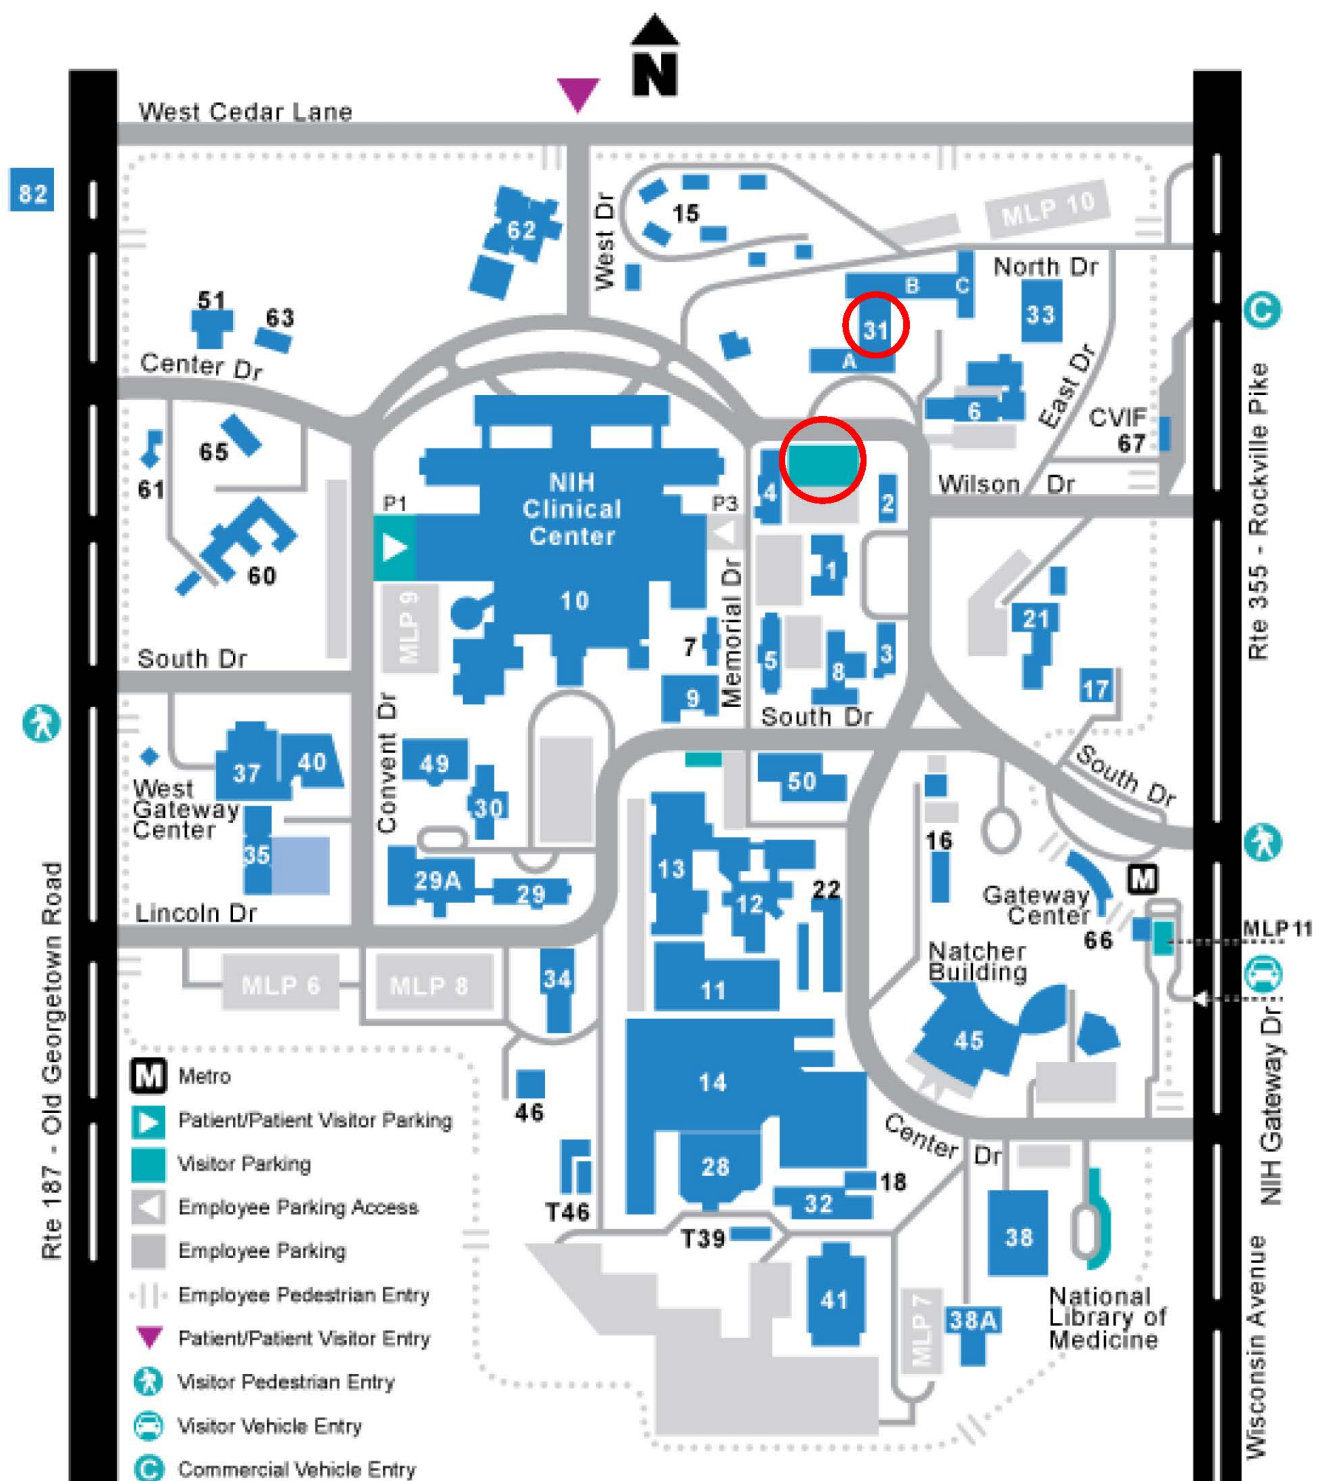 N
West Cedar Lane
82
62
West Dr
15
MLP 10
North Dr
B
C
31
A
33
C
51
63
Center Dr
East Dr
6
CVIF
67
65
61
60
P1
NIH
Clinical
Center
10
P3
4
2
Wilson Dr
1
MLP 9
7
Memorial Dr
5
8
3
21
17
Rte 355 - Rockville Pike
South Dr
9
South Dr
37
40
Convent Dr
49
30
50
South Dr
West
Gateway
Center
35
13
12
22
16
M
29A
29
Gateway
Center
66
Lincoln Dr
MLP 11
Natcher
Building
MLP 6
MLP 8
34
11
45
14
46
Center Dr
28
18
32
T46
T39
38
41
MLP 7
38A
National
Library of
Medicine
NIH Gateway Dr
Wisconsin Avenue
Rte 187 - Old Georgetown Road
M Metro
Patient/Patient Visitor Parking
Visitor Parking
Employee Parking Access
Employee Parking
Employee Pedestrian Entry
Patient/Patient Visitor Entry
Visitor Pedestrian Entry
Visitor Vehicle Entry
C Commercial Vehicle Entry